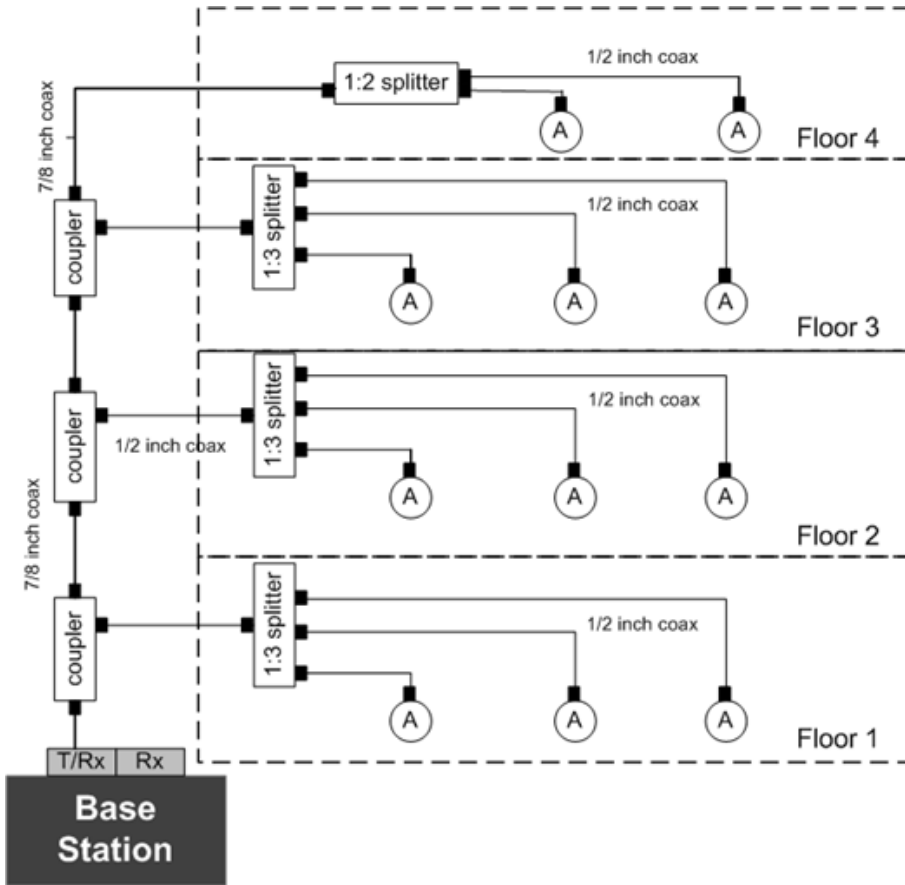 1/2 inch coax
1:2 splitter
A
A
Floor 4
7/8 inch coax
coupler
1:3 splitter
1/2 inch coax
A
A
A
Floor 3
coupler
1/2 inch coax
1:3 splitter
1/2 inch coax
A
A
A
Floor 2
7/8 inch coax
coupler
1:3 splitter
1/2 inch coax
A
A
A
Floor 1
T/Rx
Rx
Base
Station